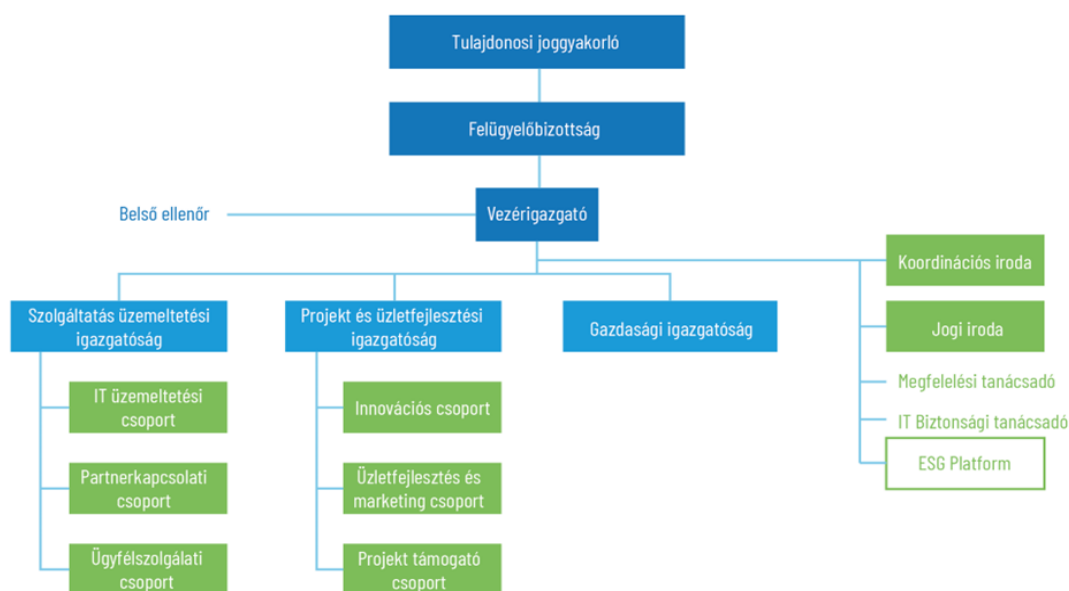 Tulajdonosi joggyakorló
Felügyelőbizottság
Vezérigazgató
Belső ellenőr
Koordinációs iroda
Jogi iroda
Megfelelési tanácsadó
IT Biztonsági tanácsadó
ESG Platform
Szolgáltatás üzemeltetési
igazgatóság
IT üzemeltetési
csoport
Partnerkapcsolati
csoport
Ügyfélszolgálati
csoport
Projekt és üzletfejlesztési
igazgatóság
Innovációs csoport
Üzletfejlesztés és
marketing csoport
Projekt támogató
csoport
Gazdasági igazgatóság